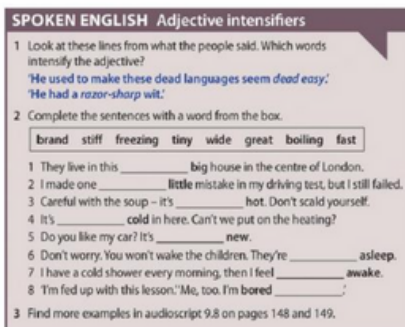 SPOKEN ENGLISH Adjective intensifiers
1 Look at these lines from what the people said. Which words
intensify the adjective?
'He used to make these dead languages seem dead easy.'
'He had a razor-sharp wit.'
2 Complete the sentences with a word from the box.
brand stiff freezing tiny wide great boiling fast
1 They live in this __________ big house in the centre of London.
2 I made one __________ little mistake in my driving test, but I still failed.
3 Careful with the soup – it's __________ hot. Don't scald yourself.
4 It's __________ cold in here. Can't we put on the heating?
5 Do you like my car? It's __________ new.
6 Don't worry. You won't wake the children. They're __________ asleep.
7 I have a cold shower every morning, then I feel __________ awake.
8 'I'm fed up with this lesson.' 'Me, too. I'm bored __________.'
3 Find more examples in audioscript 9.8 on pages 148 and 149.